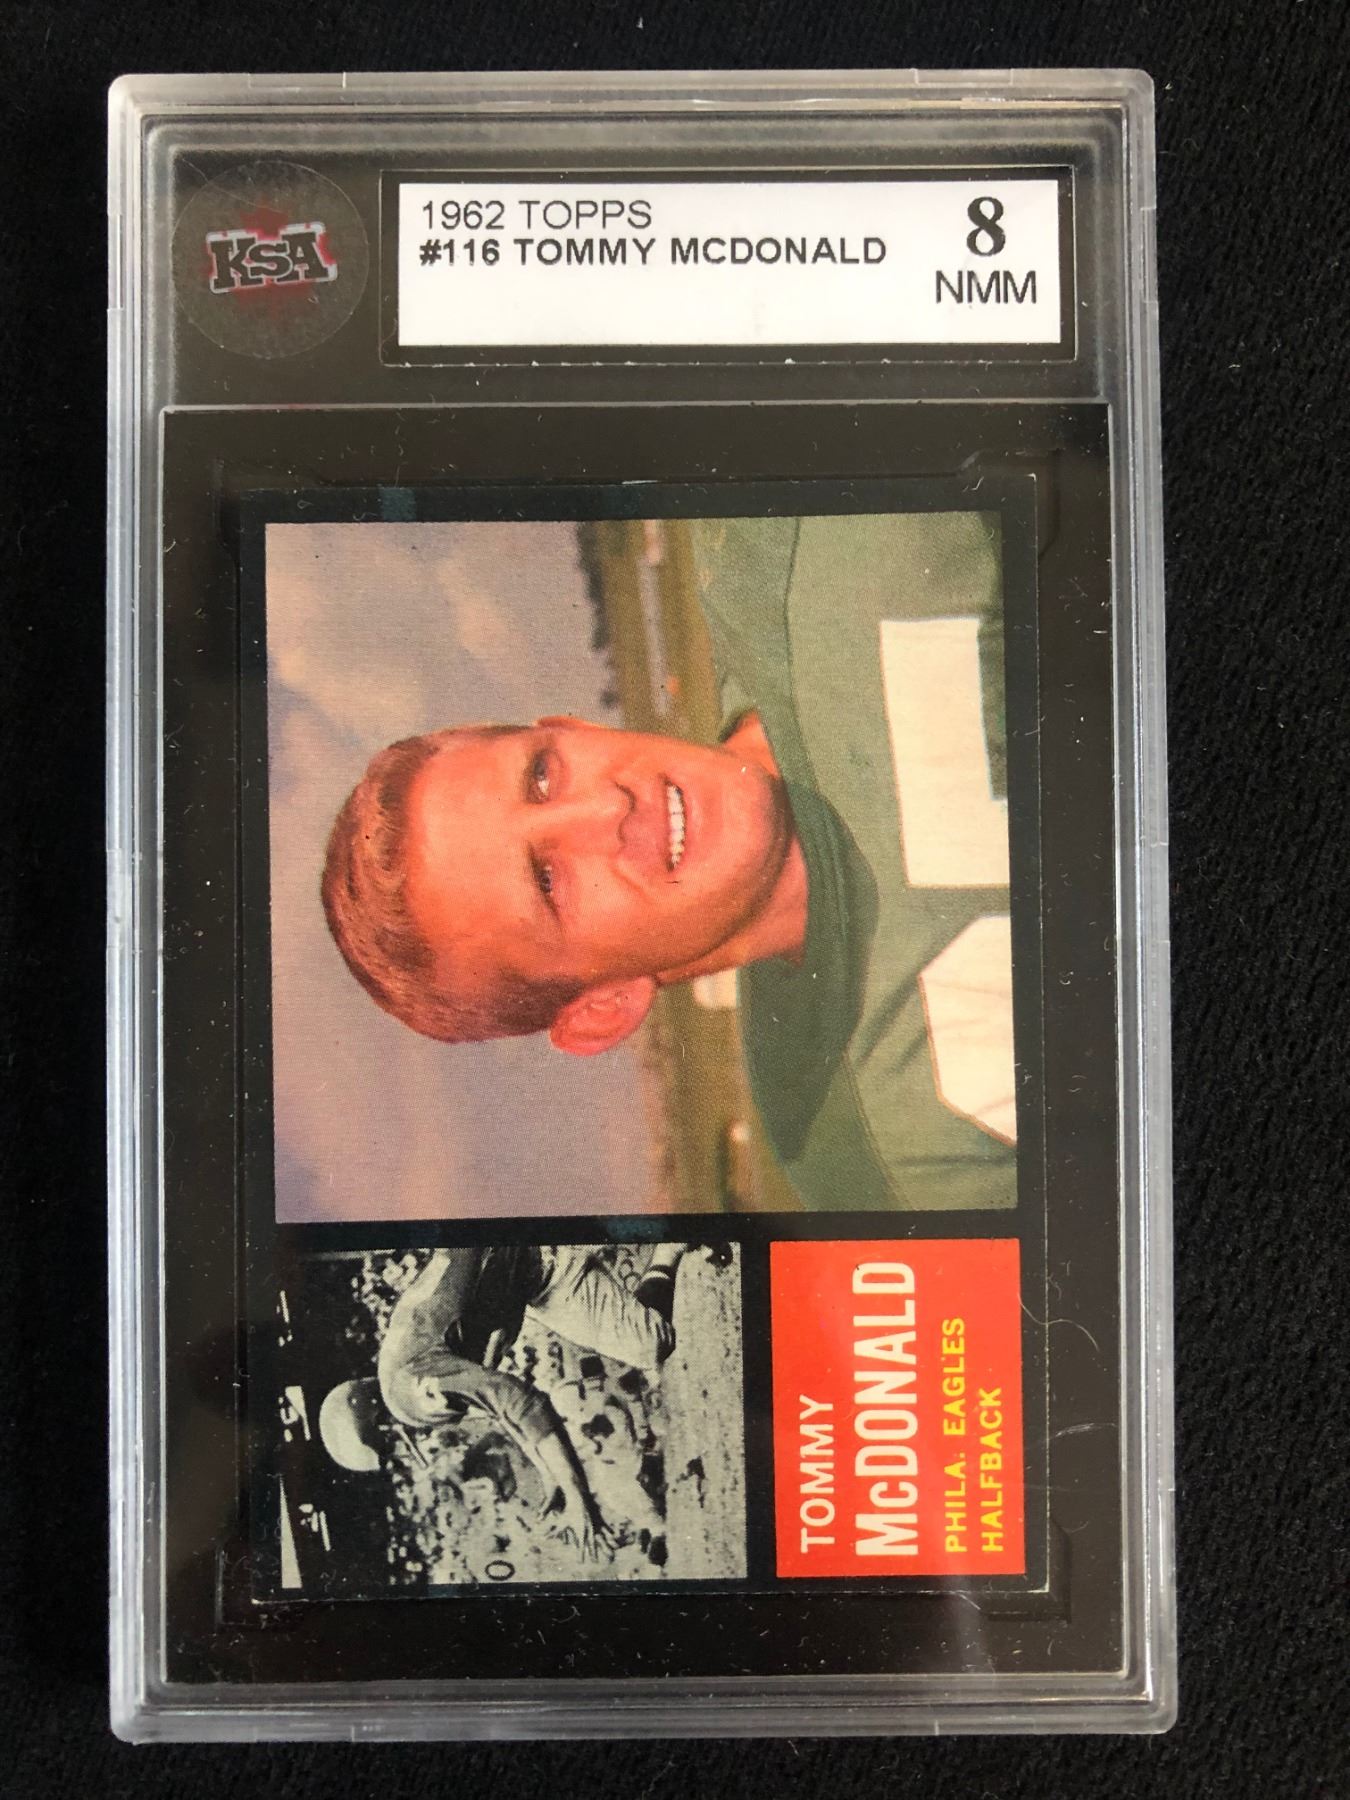 KSA
1962 TOPPS
#116 TOMMY MCDONALD
8
NMM
TOMMY
McDONALD
PHILA. EAGLES
HALFBACK